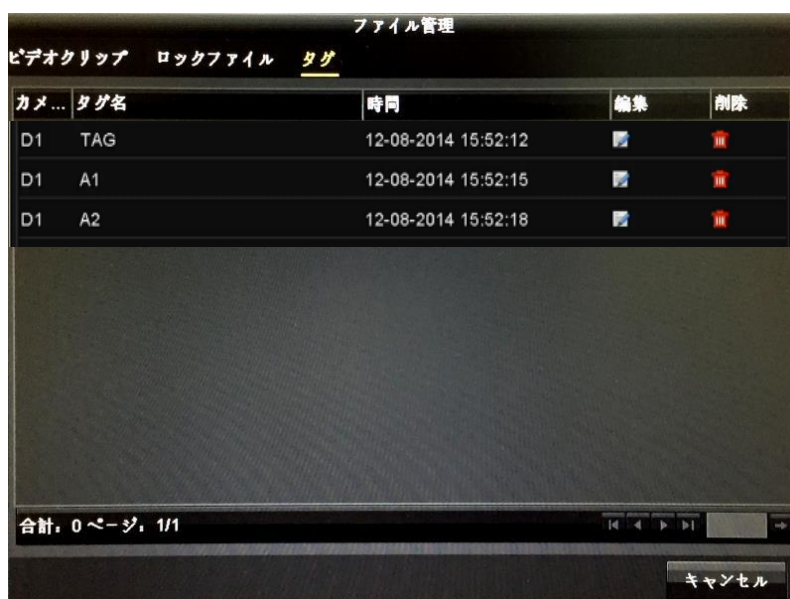 ファイル管理
ビデオクリップ ロックファイル タグ
カメ... タグ名 時間 編集 削除
D1 TAG 12-08-2014 15:52:12
D1 A1 12-08-2014 15:52:15
D1 A2 12-08-2014 15:52:18
合計: 0 ページ: 1/1
キャンセル